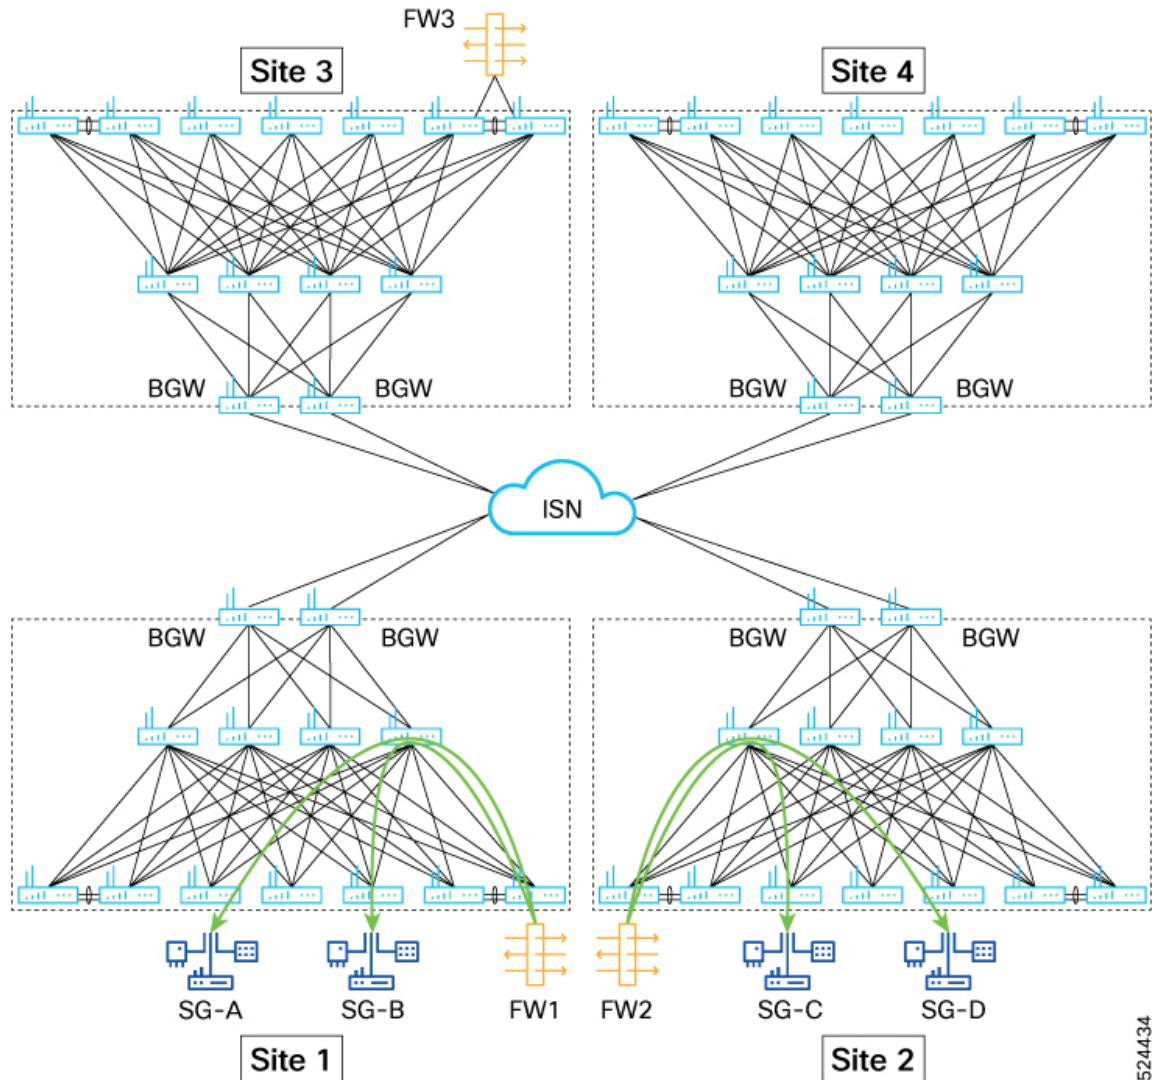 FW3
Site 3
Site 4
BGW
BGW
BGW
BGW
ISN
BGW
BGW
BGW
BGW
SG-A
SG-B
FW1
FW2
SG-C
SG-D
Site 1
Site 2
524434